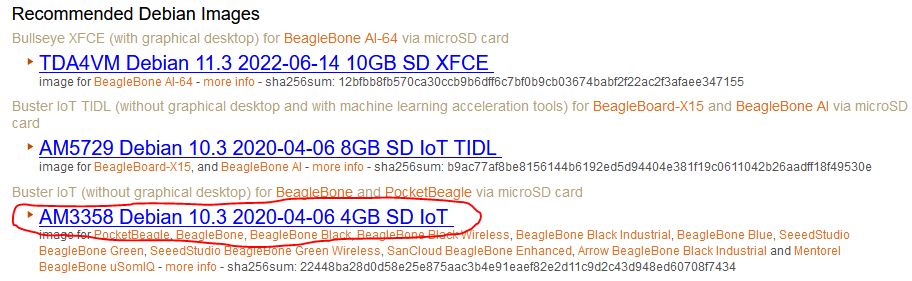 Recommended Debian Images
Bullseye XFCE (with graphical desktop) for BeagleBone AI-64 via microSD card
TDA4VM Debian 11.3 2022-06-14 10GB SD XFCE
image for BeagleBone AI-64 - more info - sha256sum: 12bfbb8fb570ca30ccb9b6dff6c7bf0b9cb03674babf2f22ac2f3afaee347155
Buster IoT TIDL (without graphical desktop and with machine learning acceleration tools) for BeagleBoard-X15 and BeagleBone AI via microSD
card
AM5729 Debian 10.3 2020-04-06 8GB SD IoT TIDL
image for BeagleBoard-X15, and BeagleBone AI - more info - sha256sum: b9ac77af8be8156144b6192ed5d94404e381f19c0611042b26aadff18f49530e
Buster IoT (without graphical desktop) for BeagleBone and PocketBeagle via microSD card
AM3358 Debian 10.3 2020-04-06 4GB SD IoT
image for PocketBeagle, BeagleBone, BeagleBone Black, BeagleBone Black Wireless, BeagleBone Black Industrial, BeagleBone Blue, SeeedStudio
BeagleBone Green, SeeedStudio BeagleBone Green Wireless, SanCloud BeagleBone Enhanced, Arrow BeagleBone Black Industrial and Mentorel
BeagleBone uSomIQ - more info - sha256sum: 22448ba28d0d58e25e875aac3b4e91eaef82e2d11c9d2c43d948ed60708f7434